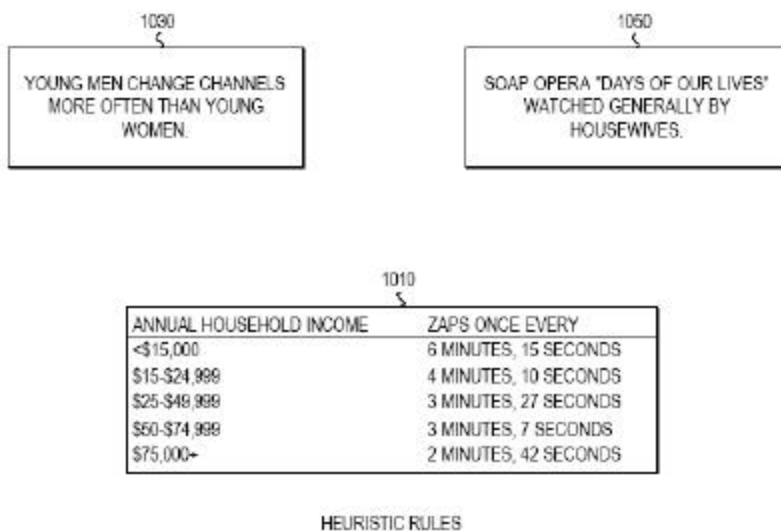 1030
YOUNG MEN CHANGE CHANNELS
MORE OFTEN THAN YOUNG
WOMEN.
1050
SOAP OPERA "DAYS OF OUR LIVES"
WATCHED GENERALLY BY
HOUSEWIVES.
1010
ANNUAL HOUSEHOLD INCOME ZAPS ONCE EVERY
<$15,000 6 MINUTES, 15 SECONDS
$15-$24,999 4 MINUTES, 10 SECONDS
$25-$49,999 3 MINUTES, 27 SECONDS
$50-$74,999 3 MINUTES, 7 SECONDS
$75,000+ 2 MINUTES, 42 SECONDS
HEURISTIC RULES